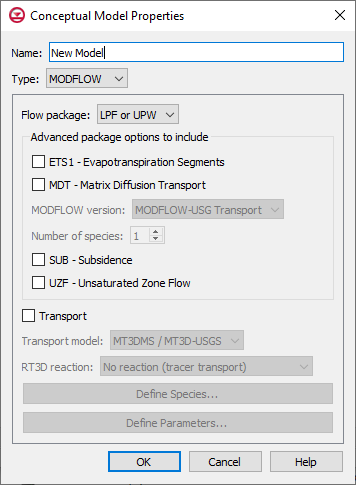 Conceptual Model Properties
Name: New Model
Type: MODFLOW
Flow package: LPF or UPW
Advanced package options to include
ETS1 - Evapotranspiration Segments
MDT - Matrix Diffusion Transport
MODFLOW version: MODFLOW-USG Transport
Number of species: 1
SUB - Subsidence
UZF - Unsaturated Zone Flow
Transport
Transport model: MT3DMS / MT3D-USGS
RT3D reaction: No reaction (tracer transport)
Define Species...
Define Parameters...
OK Cancel Help